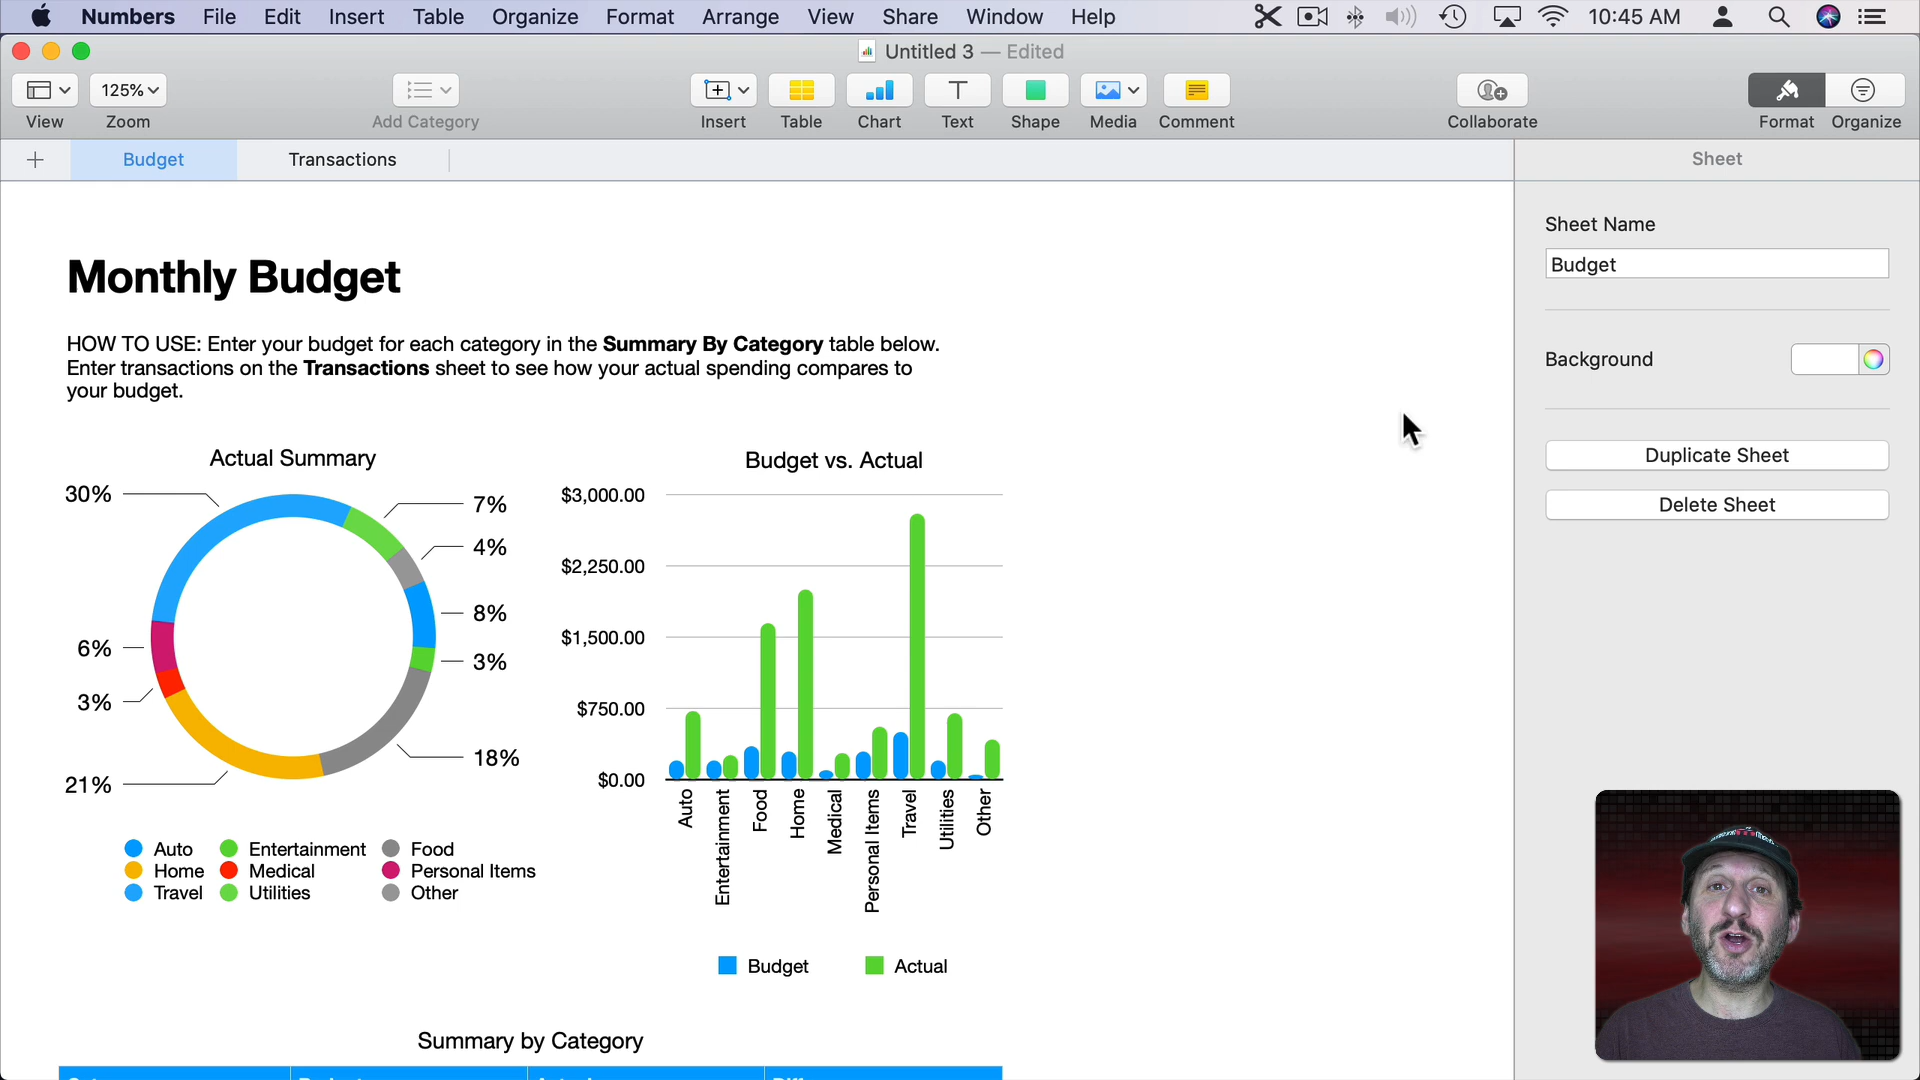 Numbers File Edit Insert Table Organize Format Arrange View Share Window Help 10:45 AM
Untitled 3 — Edited
125%
View Zoom Add Category Insert Table Chart Text Shape Media Comment Collaborate Format Organize
Budget Transactions Sheet
Sheet Name
Budget
Background
Duplicate Sheet
Delete Sheet
Monthly Budget
HOW TO USE: Enter your budget for each category in the Summary By Category table below.
Enter transactions on the Transactions sheet to see how your actual spending compares to
your budget.
Actual Summary
30%
7%
4%
8%
6%
3%
3%
18%
21%
Auto Entertainment Food
Home Medical Personal Items
Travel Utilities Other
Budget vs. Actual
$3,000.00
$2,250.00
$1,500.00
$750.00
$0.00
Auto
Entertainment
Food
Home
Medical
Personal Items
Travel
Utilities
Other
Budget Actual
Summary by Category